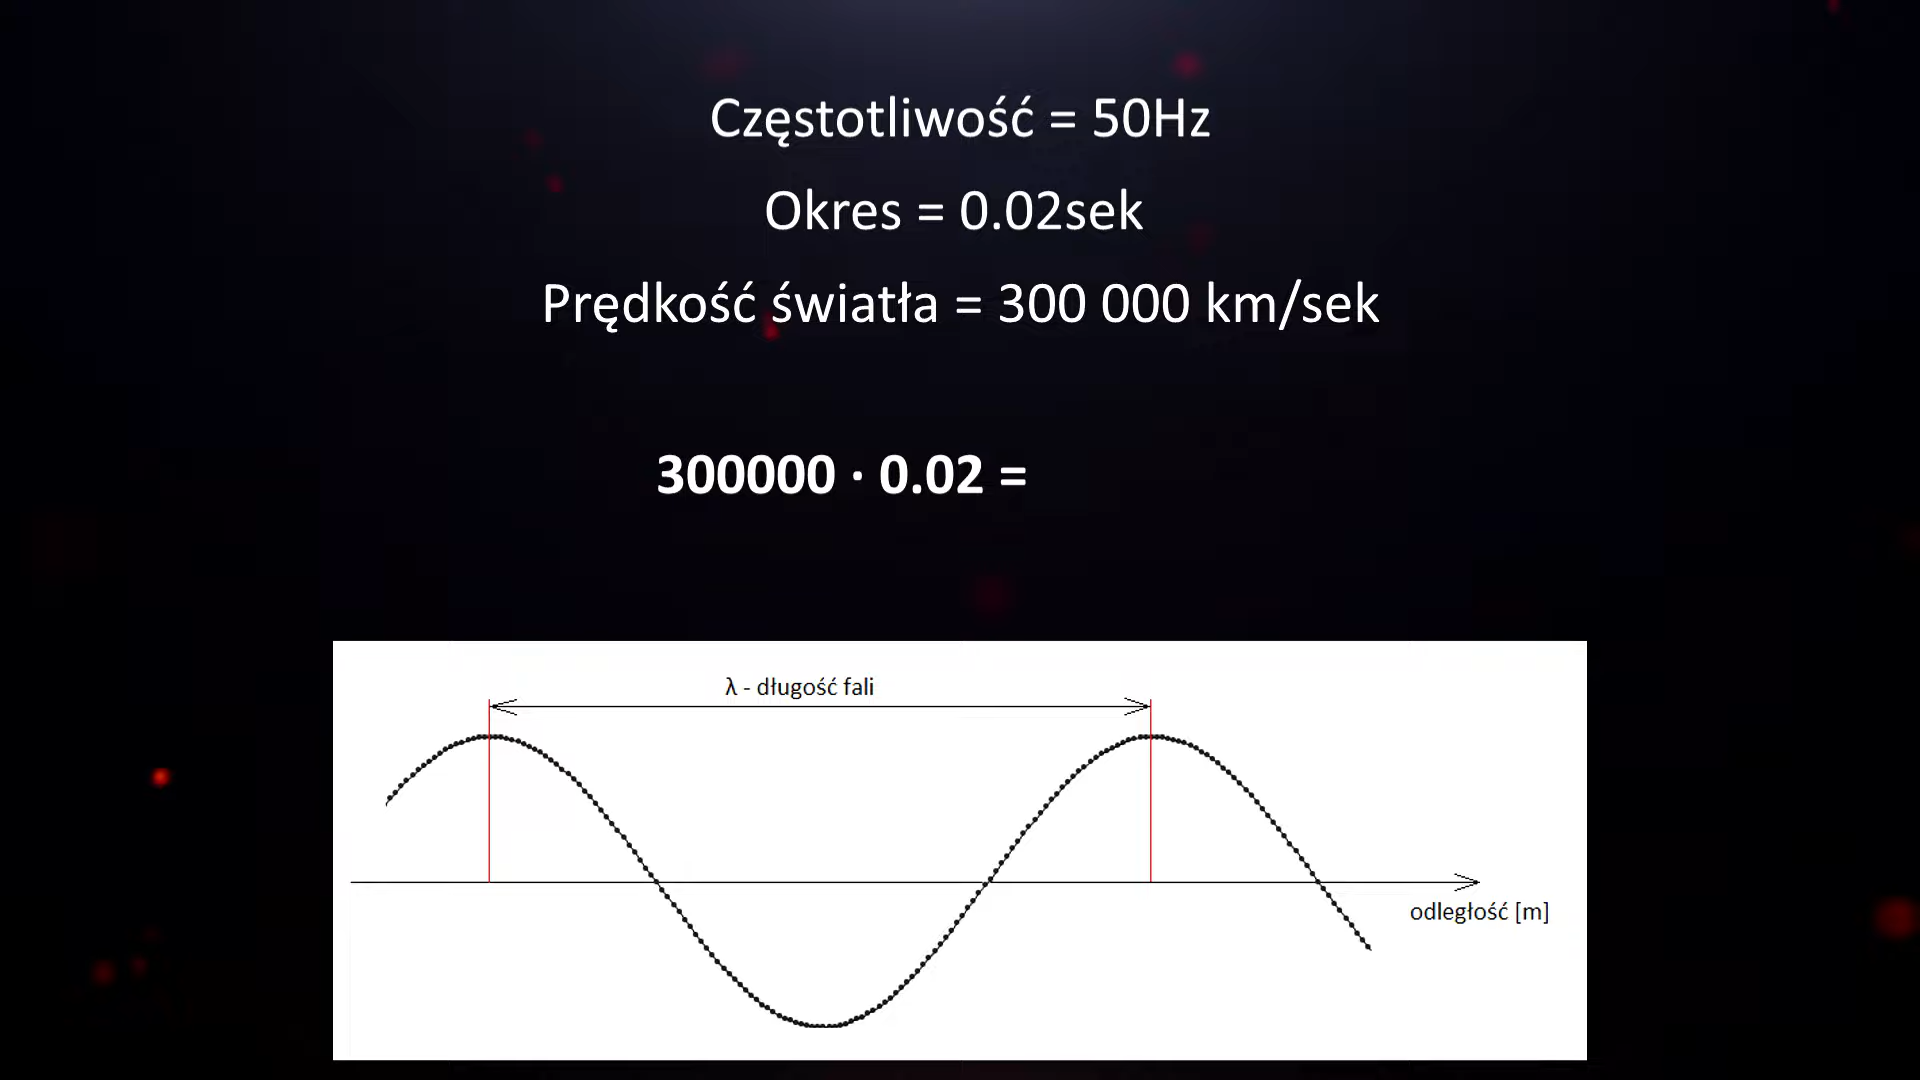 Częstotliwość = 50Hz
Okres = 0.02sek
Prędkość światła = 300 000 km/sek
300000 · 0.02 =
λ - długość fali
odległość [m]